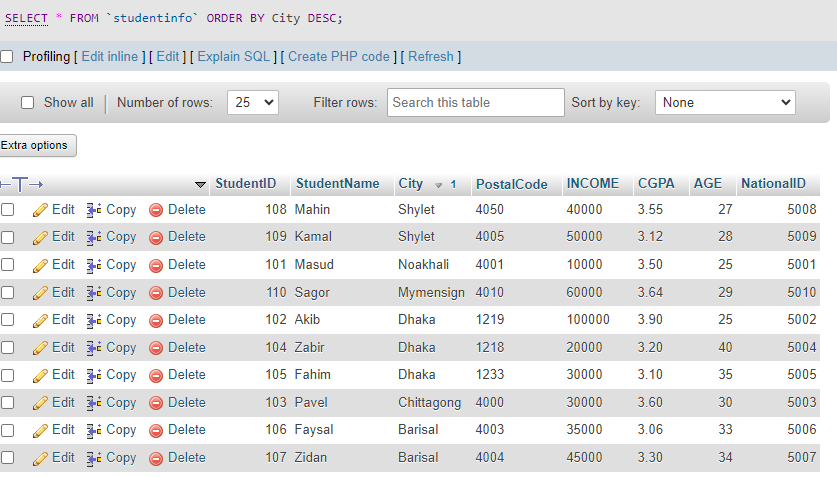 SELECT * FROM `studentinfo` ORDER BY City DESC;
Profiling [ Edit inline ] [ Edit ] [ Explain SQL ] [ Create PHP code ] [ Refresh ]
Show all Number of rows: 25 Filter rows: Search this table Sort by key: None
Extra options
←T→ StudentID StudentName City 1 PostalCode INCOME CGPA AGE NationalID
Edit Copy Delete 108 Mahin Shylet 4050 40000 3.55 27 5008
Edit Copy Delete 109 Kamal Shylet 4005 50000 3.12 28 5009
Edit Copy Delete 101 Masud Noakhali 4001 10000 3.50 25 5001
Edit Copy Delete 110 Sagor Mymensign 4010 60000 3.64 29 5010
Edit Copy Delete 102 Akib Dhaka 1219 100000 3.90 25 5002
Edit Copy Delete 104 Zabir Dhaka 1218 20000 3.20 40 5004
Edit Copy Delete 105 Fahim Dhaka 1233 30000 3.10 35 5005
Edit Copy Delete 103 Pavel Chittagong 4000 30000 3.60 30 5003
Edit Copy Delete 106 Faysal Barisal 4003 35000 3.06 33 5006
Edit Copy Delete 107 Zidan Barisal 4004 45000 3.30 34 5007